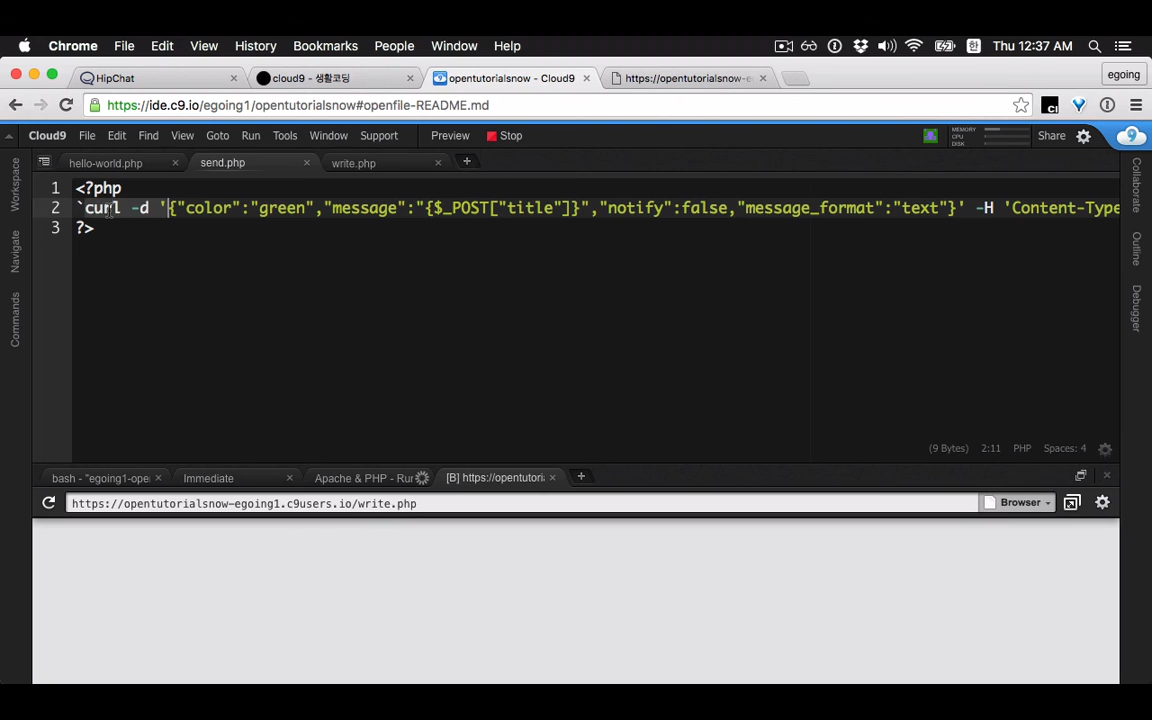 Chrome File Edit View History Bookmarks People Window Help 한 Thu 12:37 AM
HipChat × cloud9 - 생활코딩 × opentutorialsnow - Cloud9 × https://opentutorialsnow-e × egoing
https://ide.c9.io/egoing1/opentutorialsnow#openfile-README.md
Cloud9 File Edit Find View Goto Run Tools Window Support Preview Stop MEMORY CPU DISK Share
hello-world.php × send.php × write.php × +
1 <?php
2 `curl -d '{"color":"green","message":"{$_POST["title"]}","notify":false,"message_format":"text"}' -H 'Content-Type
3 ?>
Workspace
Navigate
Commands
Collaborate
Outline
Debugger
(9 Bytes) 2:11 PHP Spaces: 4
bash - "egoing1-ope × Immediate × Apache & PHP - Run [B] https://opentutori × +
https://opentutorialsnow-egoing1.c9users.io/write.php Browser